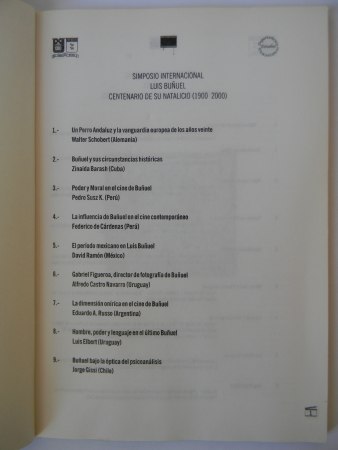 SIMPOSIO INTERNACIONAL
LUIS BUÑUEL
CENTENARIO DE SU NATALICIO (1900 2000)
1.- Un Perro Andaluz y la vanguardia europea de los años veinte
Walter Schobert (Alemania)
2.- Buñuel y sus circunstancias históricas
Zinaida Barash (Cuba)
3.- Poder y Moral en el cine de Buñuel
Pedro Susz K. (Perú)
4.- La influencia de Buñuel en el cine contemporáneo
Federico de Cárdenas (Perú)
5.- El periodo mexicano en Luis Buñuel
David Ramón (México)
6.- Gabriel Figueroa, director de fotografía de Buñuel
Alfredo Castro Navarro (Uruguay)
7.- La dimensión onírica en el cine de Buñuel
Eduardo A. Russo (Argentina)
8.- Hombre, poder y lenguaje en el último Buñuel
Luis Elbert (Uruguay)
9.- Buñuel bajo la óptica del psicoanálisis
Jorge Gissi (Chile)